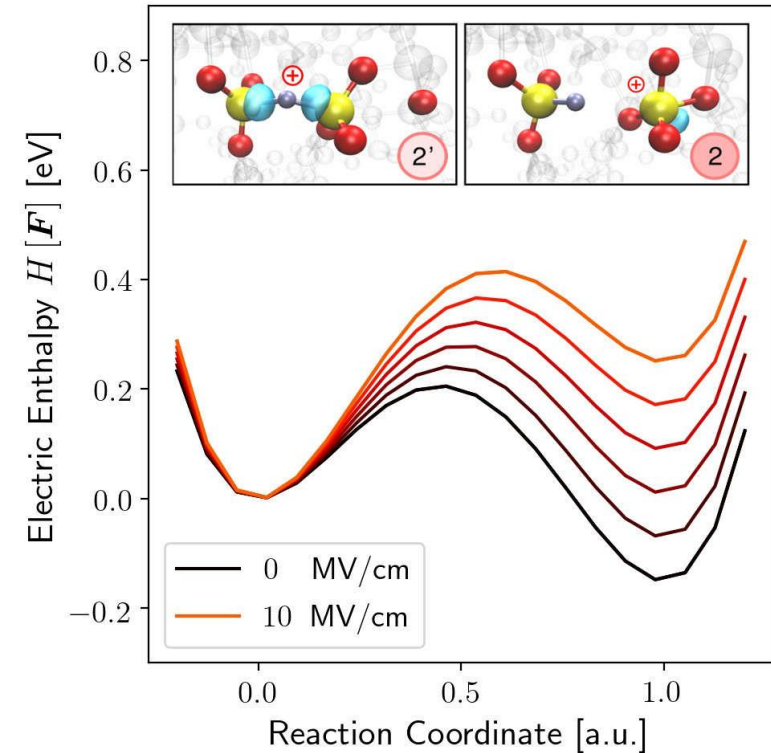 Electric Enthalpy H [F] [eV]
0.8
0.6
0.4
0.2
0.0
−0.2
⊕
2'
⊕
2
0 MV/cm
10 MV/cm
0.0 0.5 1.0
Reaction Coordinate [a.u.]